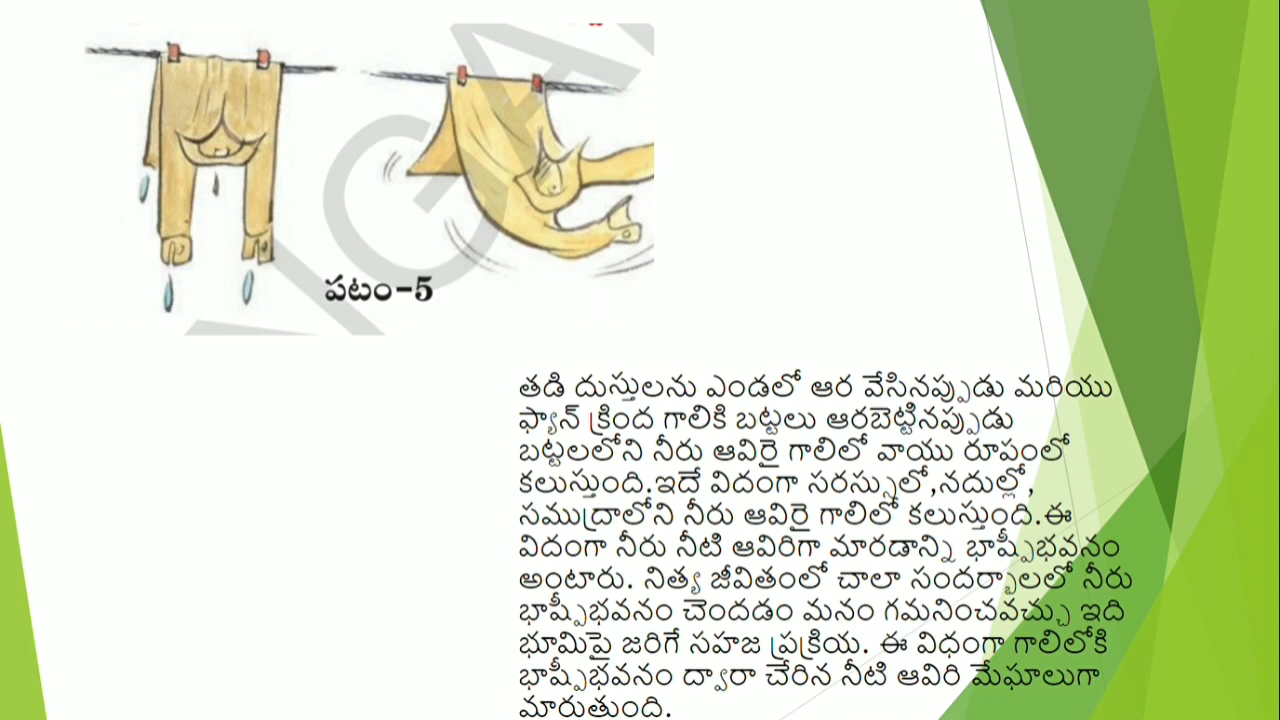 పటం-5
తడి దుస్తులను ఎండలో ఆర వేసినప్పుడు మరియు
ఫ్యాన్ క్రింద గాలికి బట్టలు ఆరబెట్టినప్పుడు
బట్టలలోని నీరు ఆవిరై గాలిలో వాయు రూపంలో
కలుస్తుంది.ఇదే విదంగా సరస్సులో,నదుల్లో,
సముద్రాలోని నీరు ఆవిరై గాలిలో కలుస్తుంది.ఈ
విదంగా నీరు నీటి ఆవిరిగా మారడాన్ని భాష్పీభవనం
అంటారు. నిత్య జీవితంలో చాలా సందర్భాలలో నీరు
భాష్పీభవనం చెందడం మనం గమనించవచ్చు ఇది
భూమిపై జరిగే సహజ ప్రక్రియ. ఈ విధంగా గాలిలోకి
భాష్పీభవనం ద్వారా చేరిన నీటి ఆవిరి మేఘాలుగా
మారుతుంది.